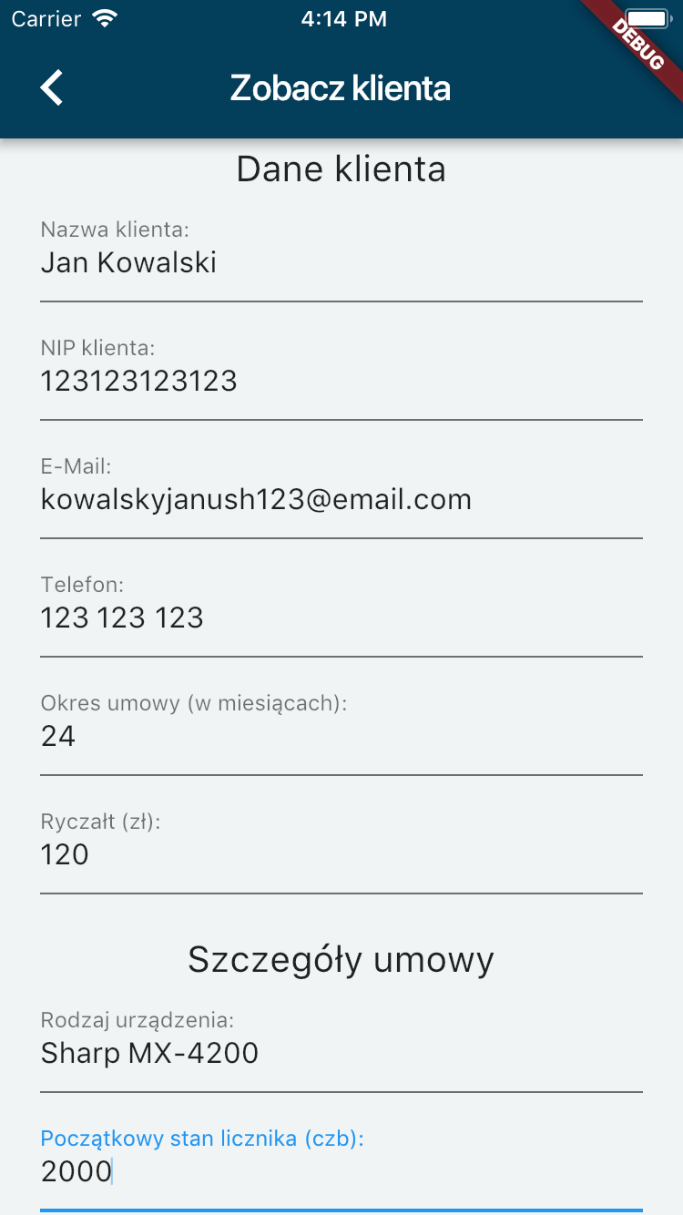 Carrier 4:14 PM
DEBUG
Zobacz klienta
Dane klienta
Nazwa klienta:
Jan Kowalski
NIP klienta:
123123123123
E-Mail:
kowalskyjanush123@email.com
Telefon:
123 123 123
Okres umowy (w miesiącach):
24
Ryczałt (zł):
120
Szczegóły umowy
Rodzaj urządzenia:
Sharp MX-4200
Początkowy stan licznika (czb):
2000